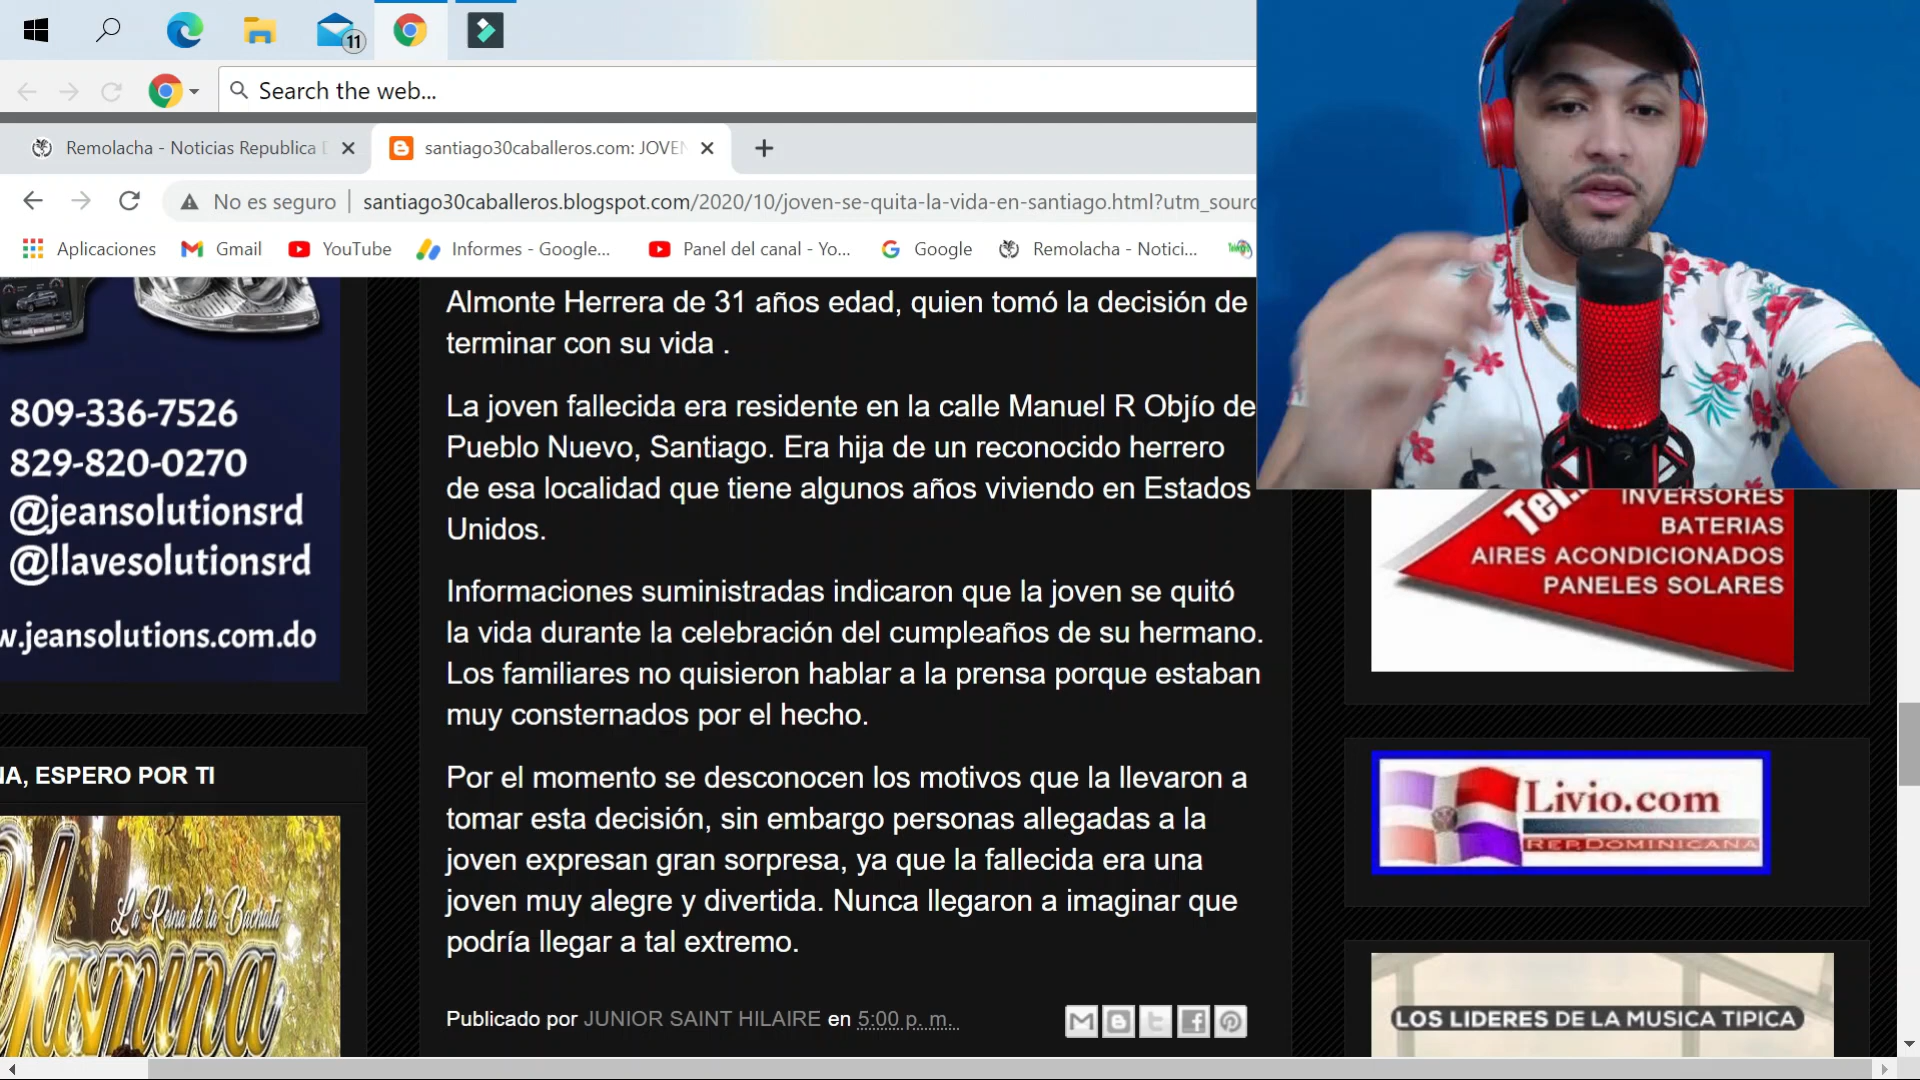 11
Search the web...
Remolacha - Noticias Republica D
santiago30caballeros.com: JOVEN
No es seguro
santiago30caballeros.blogspot.com/2020/10/joven-se-quita-la-vida-en-santiago.html?utm_sourc
Aplicaciones
Gmail
YouTube
Informes - Google...
Panel del canal - Yo...
Google
Remolacha - Notici...
809-336-7526
829-820-0270
@jeansolutionsrd
@llavesolutionsrd
w.jeansolutions.com.do
NA, ESPERO POR TI
La Reina de la Bachata
Yasmina
Almonte Herrera de 31 años edad, quien tomó la decisión de
terminar con su vida .
La joven fallecida era residente en la calle Manuel R Objío de
Pueblo Nuevo, Santiago. Era hija de un reconocido herrero
de esa localidad que tiene algunos años viviendo en Estados
Unidos.
Informaciones suministradas indicaron que la joven se quitó
la vida durante la celebración del cumpleaños de su hermano.
Los familiares no quisieron hablar a la prensa porque estaban
muy consternados por el hecho.
Por el momento se desconocen los motivos que la llevaron a
tomar esta decisión, sin embargo personas allegadas a la
joven expresan gran sorpresa, ya que la fallecida era una
joven muy alegre y divertida. Nunca llegaron a imaginar que
podría llegar a tal extremo.
Publicado por JUNIOR SAINT HILAIRE en 5:00 p. m.
Tel.
INVERSORES
BATERIAS
AIRES ACONDICIONADOS
PANELES SOLARES
Livio.com
REP.DOMINICANA
LOS LIDERES DE LA MUSICA TIPICA